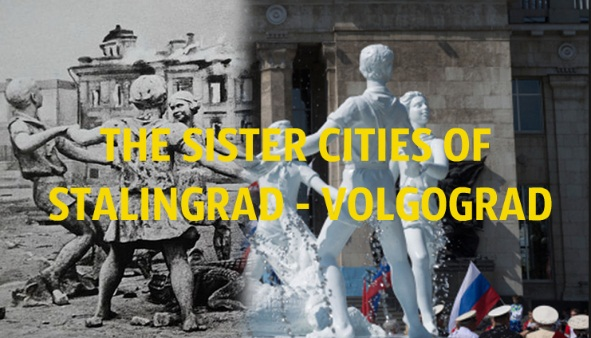 THE SISTER CITIES OF
STALINGRAD - VOLGOGRAD